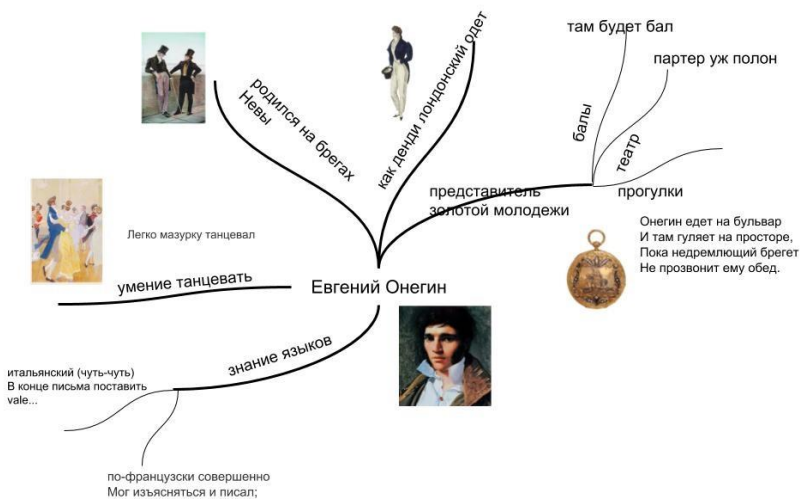 там будет бал
партер уж полон
родился на брегах
Невы
как денди лондонский одет
балы
театр
представитель
золотой молодежи
прогулки
Онегин едет на бульвар
И там гуляет на просторе,
Пока недремлющий брегет
Не прозвонит ему обед.
Легко мазурку танцевал
умение танцевать
Евгений Онегин
знание языков
итальянский (чуть-чуть)
В конце письма поставить
vale...
по-французски совершенно
Мог изъясняться и писал;